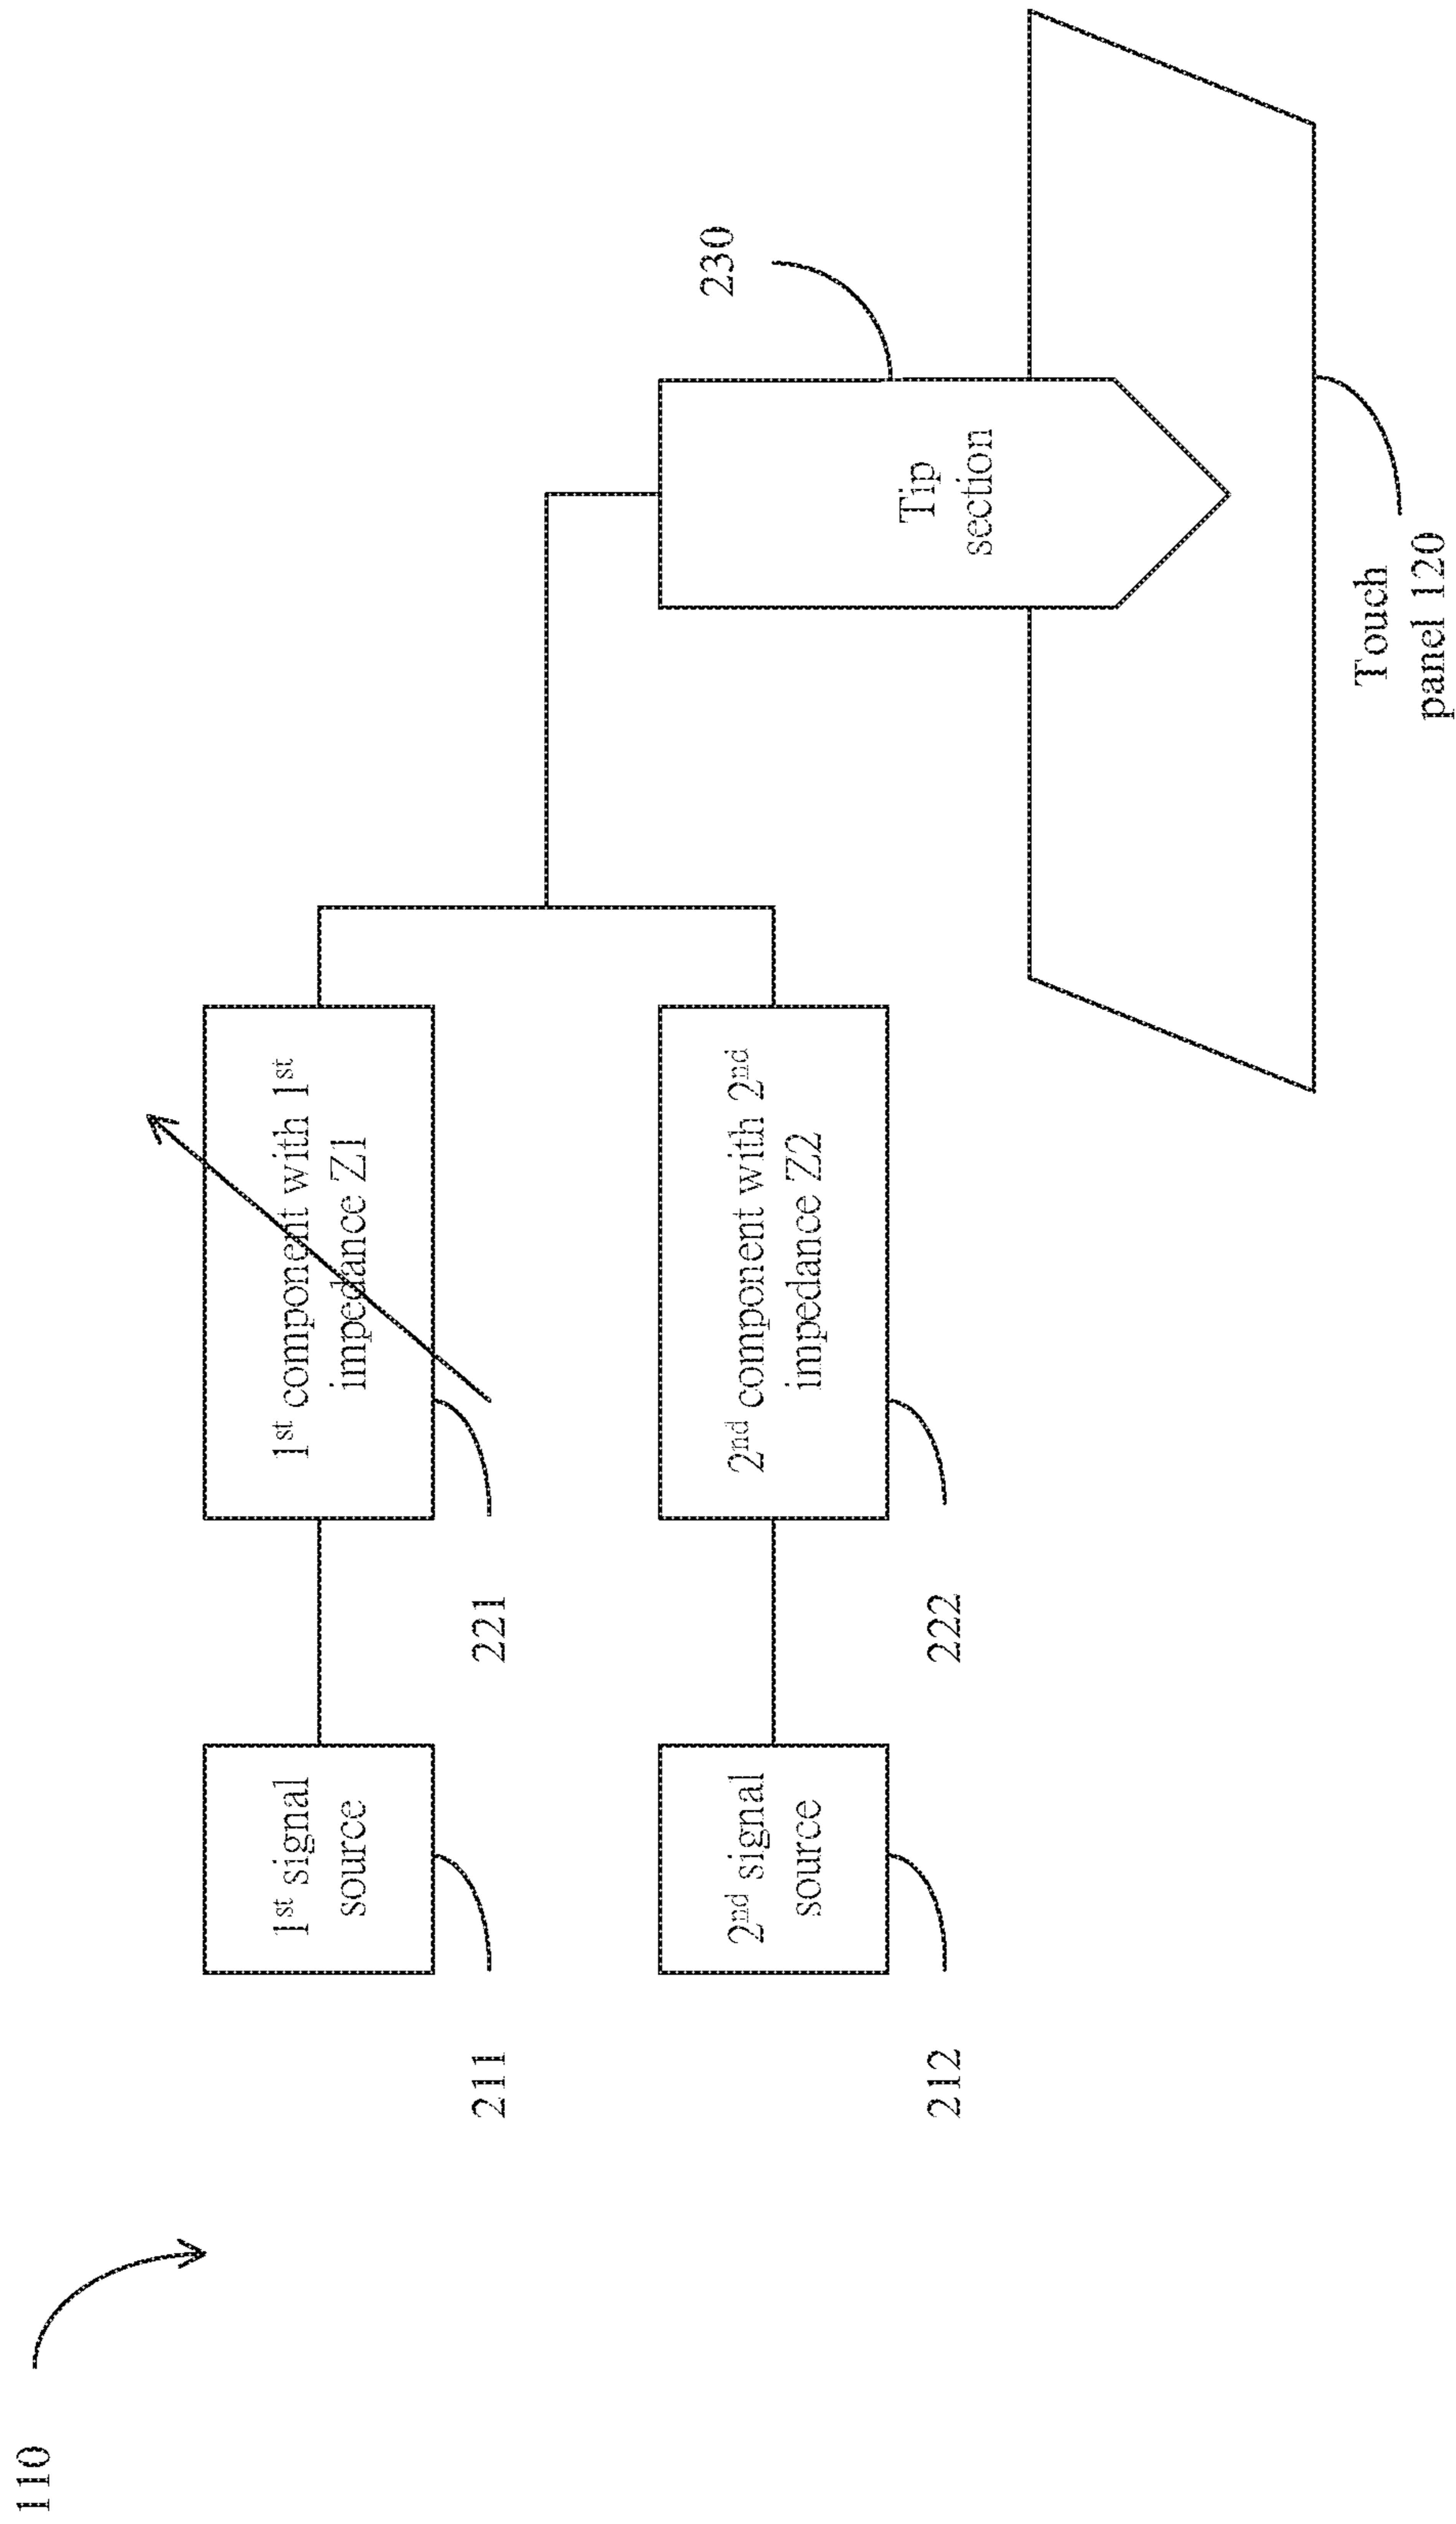 110
1st signal
source
211
1st component with 1st
impedance Z1
221
2nd signal
source
212
2nd component with 2nd
impedance Z2
222
230
Tip
section
Touch
panel 120